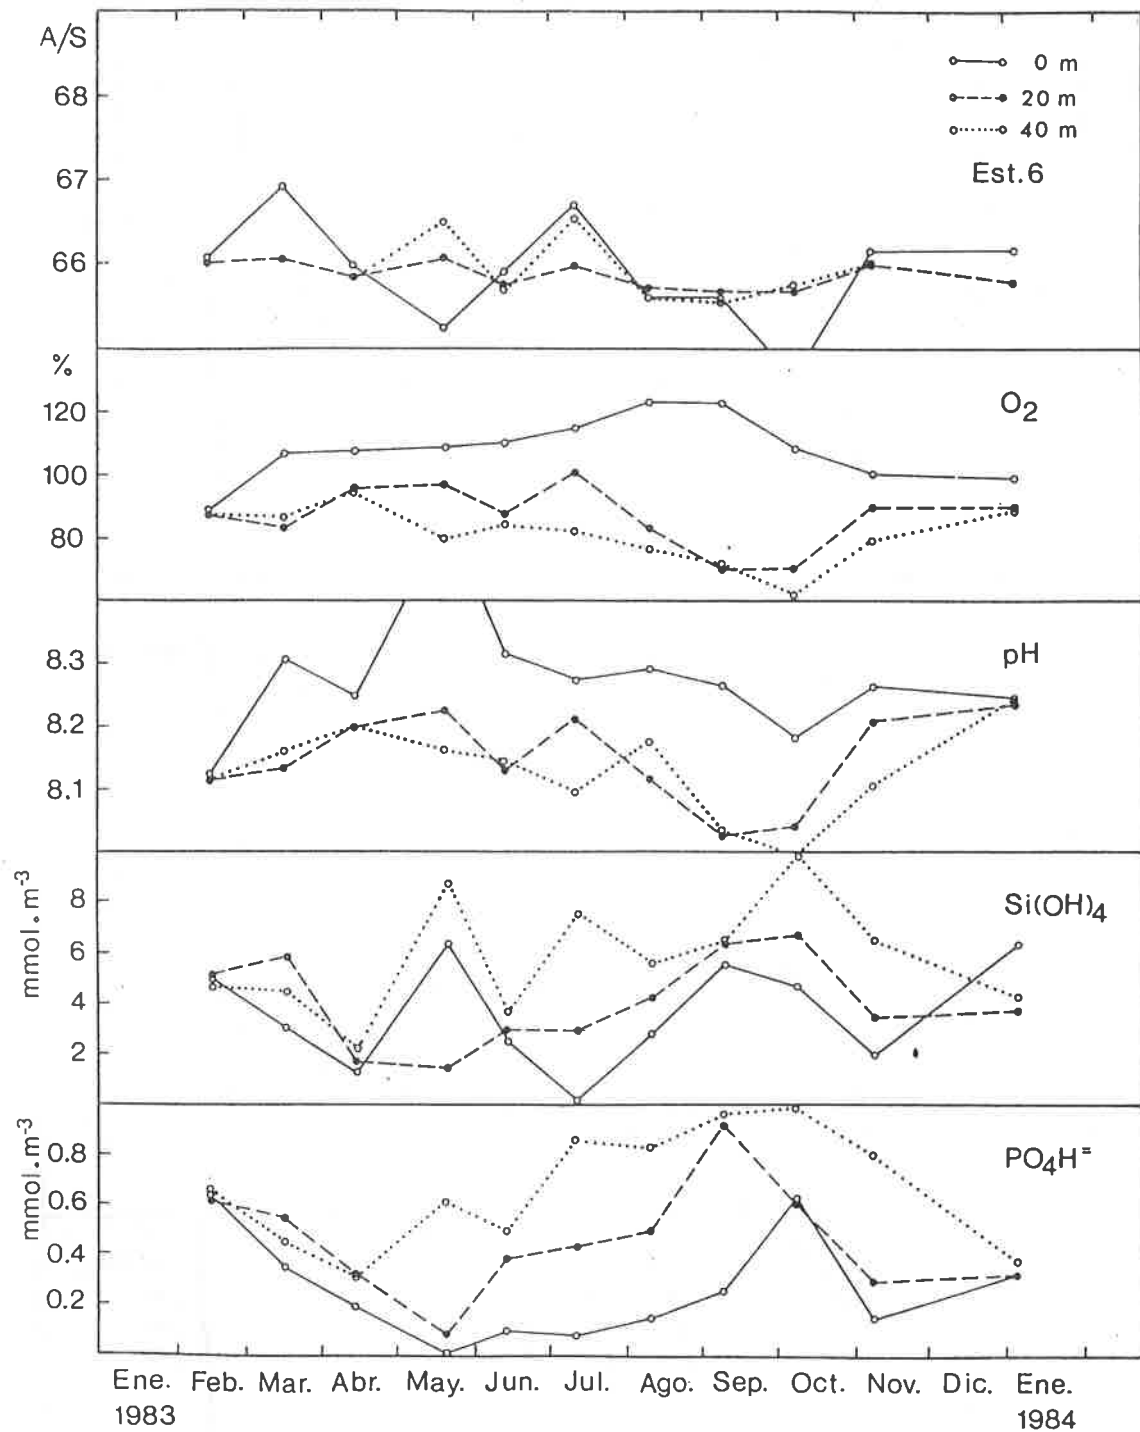 A/S
0 m
20 m
40 m
Est.6
68
67
66
%
O₂
120
100
80
pH
8.3
8.2
8.1
mmol.m⁻³
Si(OH)₄
8
6
4
2
mmol.m⁻³
PO₄H⁼
0.8
0.6
0.4
0.2
Ene. Feb. Mar. Abr. May. Jun. Jul. Ago. Sep. Oct. Nov. Dic. Ene.
1983 1984